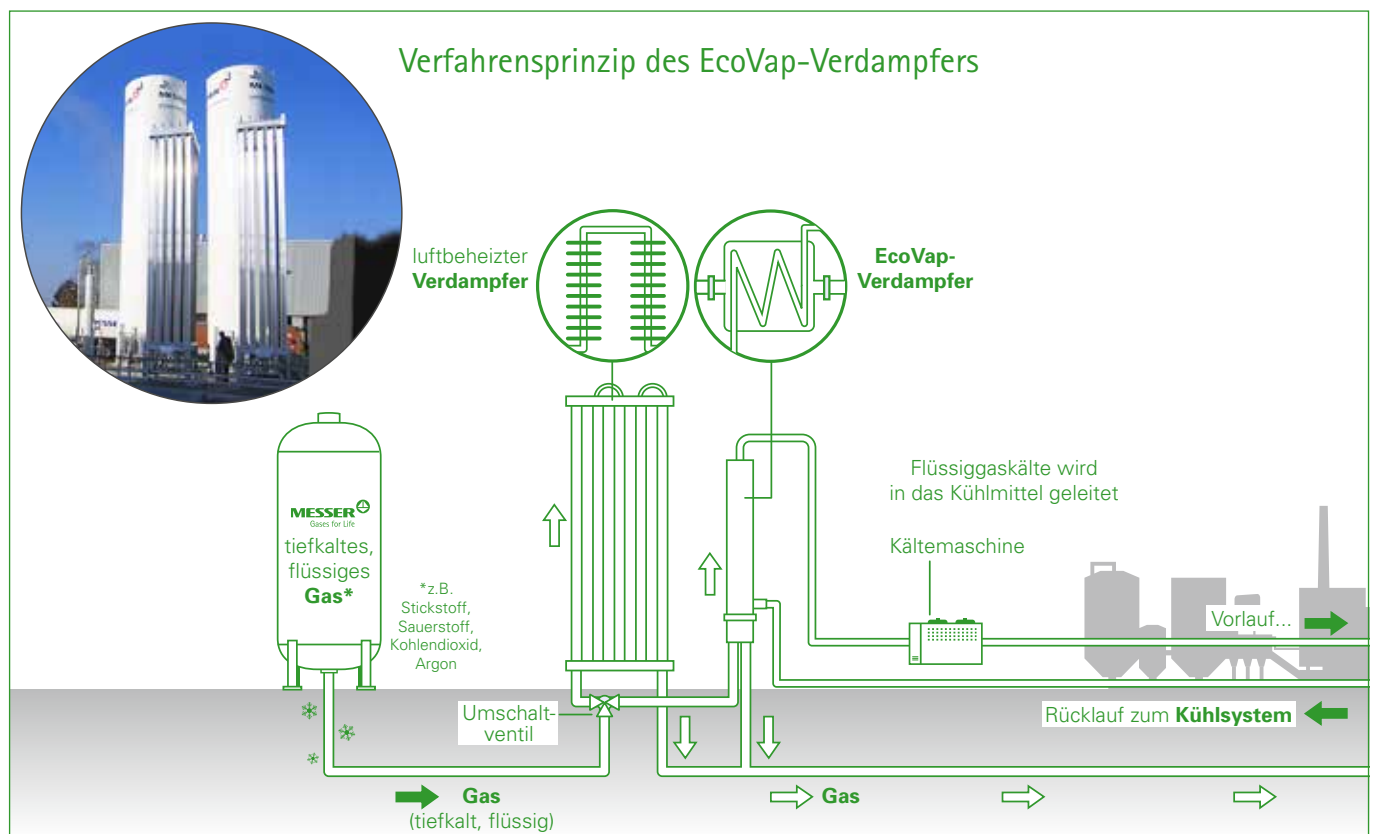 Verfahrensprinzip des EcoVap-Verdampfers
luftbeheizter
Verdampfer
EcoVap-
Verdampfer
MESSER
Gases for Life
tiefkaltes,
flüssiges
Gas*
*z.B.
Stickstoff,
Sauerstoff,
Kohlendioxid,
Argon
Flüssiggaskälte wird
in das Kühlmittel geleitet
Kältemaschine
Vorlauf...
Rücklauf zum Kühlsystem
Umschalt-
ventil
Gas
(tiefkalt, flüssig)
Gas